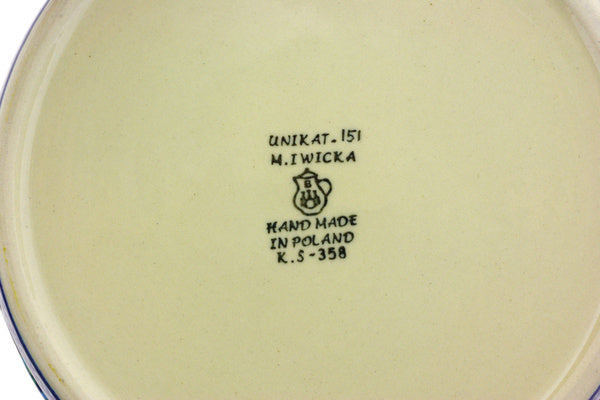 UNIKAT-151
M.IWICKA
B
HAND MADE
IN POLAND
K.S-358